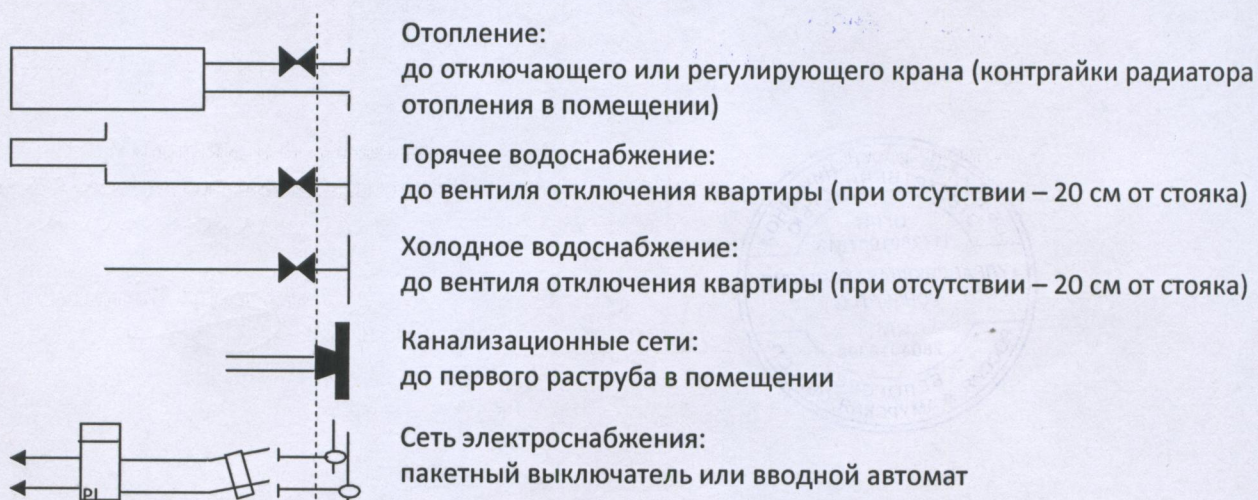 Отопление:
до отключающего или регулирующего крана (контргайки радиатора
отопления в помещении)
Горячее водоснабжение:
до вентиля отключения квартиры (при отсутствии – 20 см от стояка)
Холодное водоснабжение:
до вентиля отключения квартиры (при отсутствии – 20 см от стояка)
Канализационные сети:
до первого раструба в помещении
Сеть электроснабжения:
пакетный выключатель или вводной автомат
PI